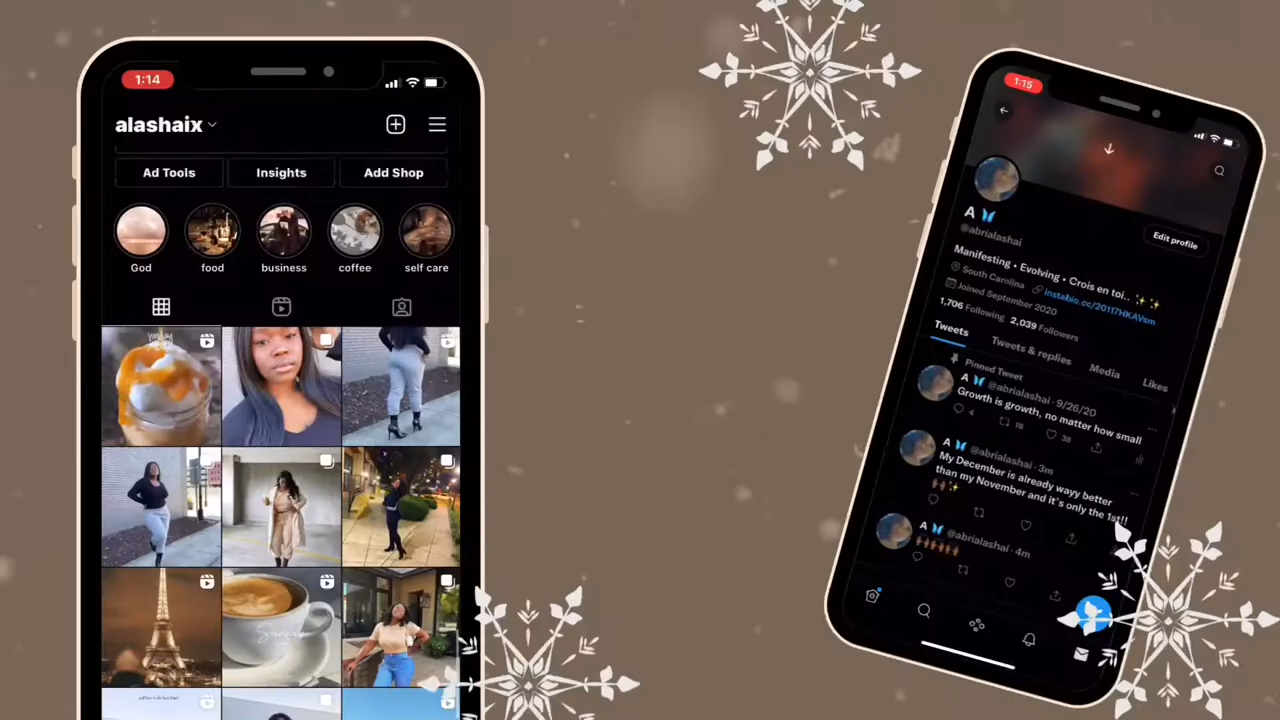 1:14
alashaix
Ad Tools
Insights
Add Shop
God
food
business
coffee
self care
1:15
A
@abrialashai
Edit profile
Manifesting • Evolving • Crois en toi.. ✨✨
South Carolina
instabio.cc/20117HKAVsm
Joined September 2020
1,706 Following 2,039 Followers
Tweets
Tweets & replies
Media
Likes
Pinned Tweet
A 🦋 @abrialashai · 9/26/20
Growth is growth, no matter how small
4
18
38
A 🦋 @abrialashai · 3m
My December is already wayy better
than my November and it's only the 1st!!
A 🦋 @abrialashai · 4m